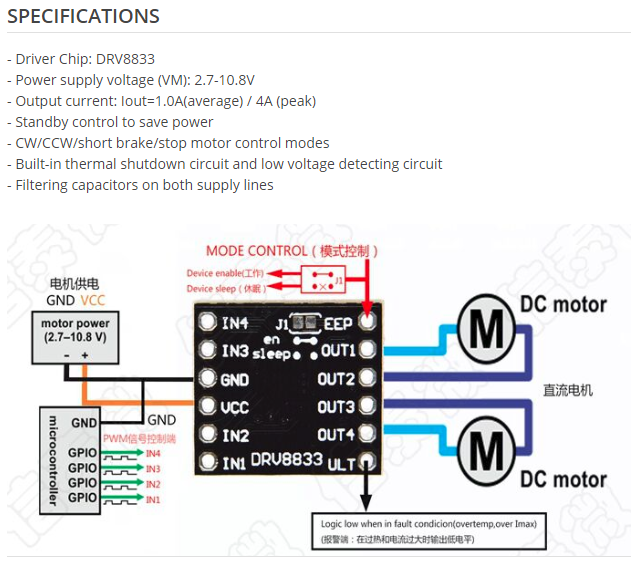 SPECIFICATIONS
- Driver Chip: DRV8833
- Power supply voltage (VM): 2.7-10.8V
- Output current: Iout=1.0A(average) / 4A (peak)
- Standby control to save power
- CW/CCW/short brake/stop motor control modes
- Built-in thermal shutdown circuit and low voltage detecting circuit
- Filtering capacitors on both supply lines
MODE CONTROL（模式控制）
Device enable(工作)
Device sleep（休眠）
J1
电机供电
GND VCC
motor power
(2.7–10.8 V)
- +
IN4
J1
EEP
IN3
en
sleep
OUT1
GND
OUT2
VCC
OUT3
IN2
OUT4
IN1
DRV8833
ULT
M
DC motor
直流电机
M
DC motor
microcontroller
GND
GND
PWM信号控制端
GPIO
IN4
GPIO
IN3
GPIO
IN2
GPIO
IN1
Logic low when in fault condicion(overtemp,over Imax)
(报警端：在过热和电流过大时输出低电平)